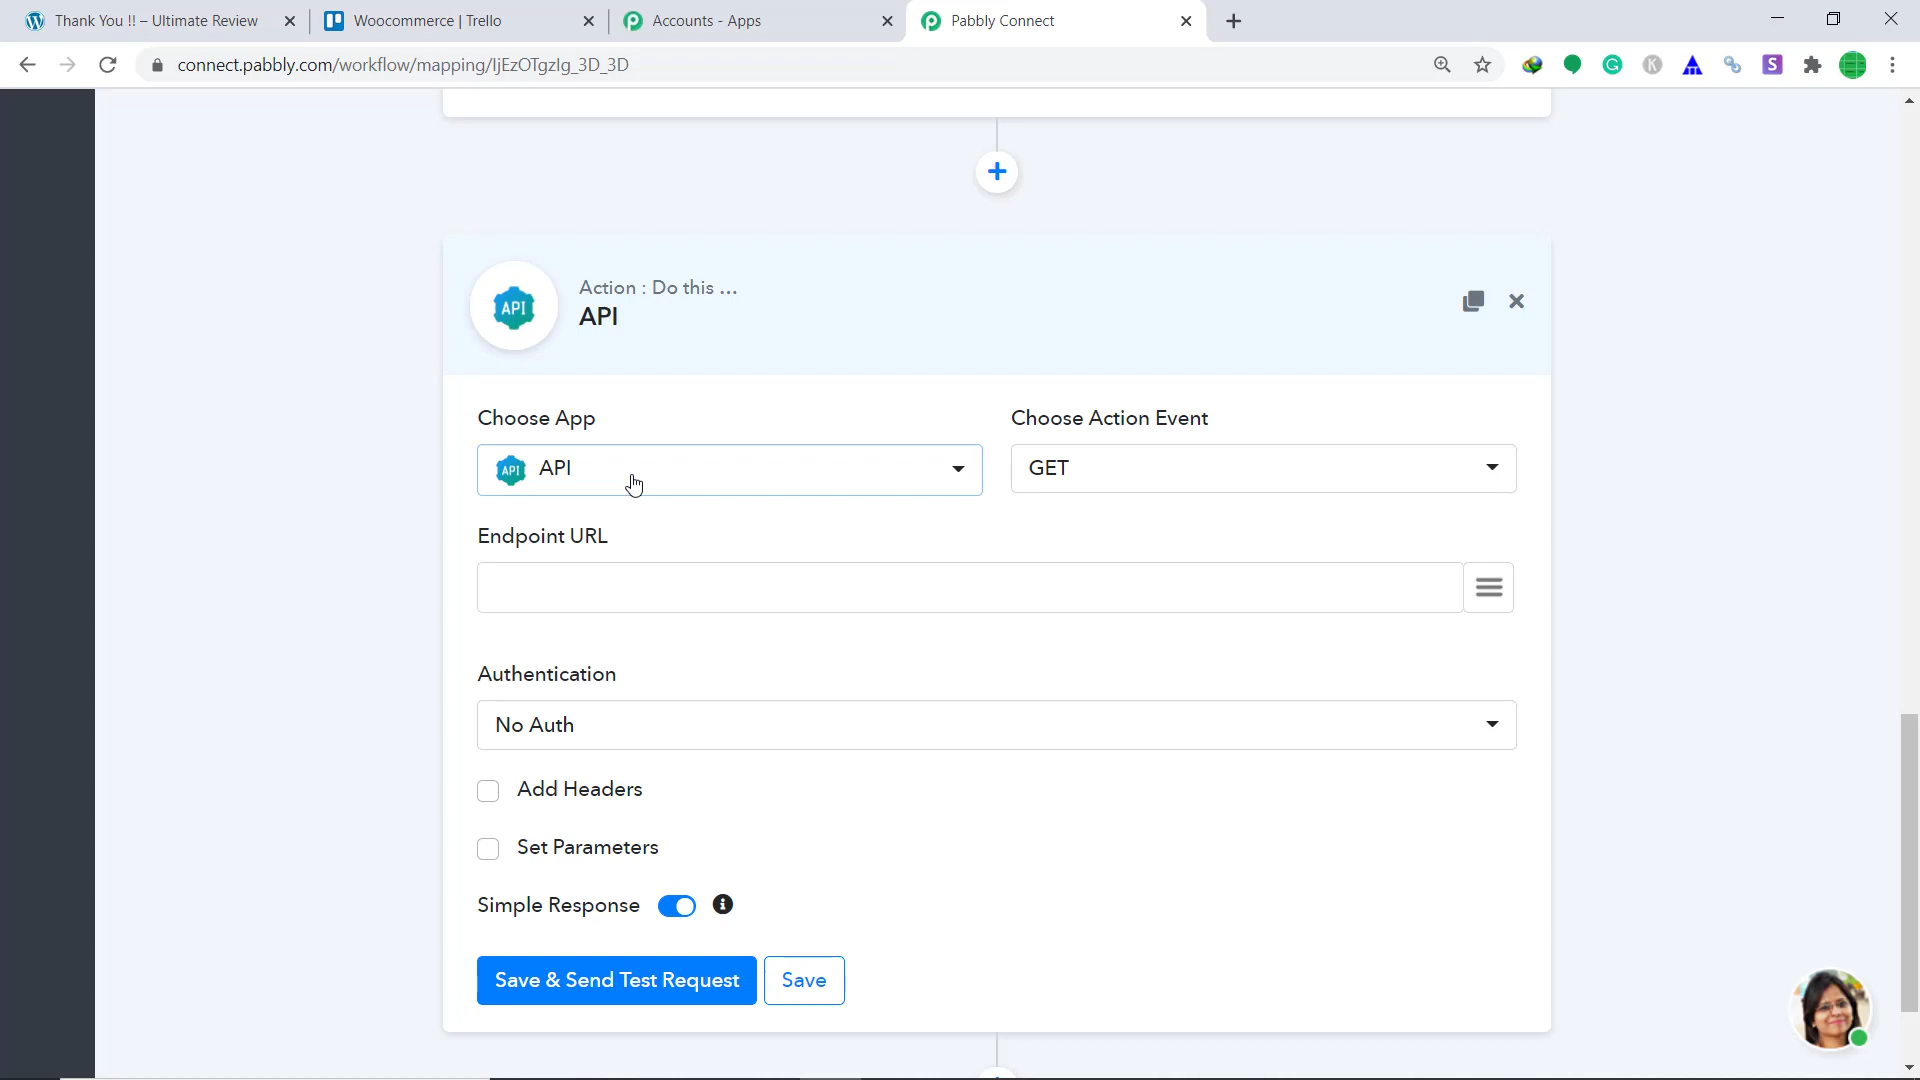 Thank You !! – Ultimate Review
Woocommerce | Trello
Accounts - Apps
Pabbly Connect
connect.pabbly.com/workflow/mapping/IjEzOTgzIg_3D_3D
K
S
API
Action : Do this ...
API
Choose App
Choose Action Event
API
API
GET
Endpoint URL
Authentication
No Auth
Add Headers
Set Parameters
Simple Response
Save & Send Test Request
Save